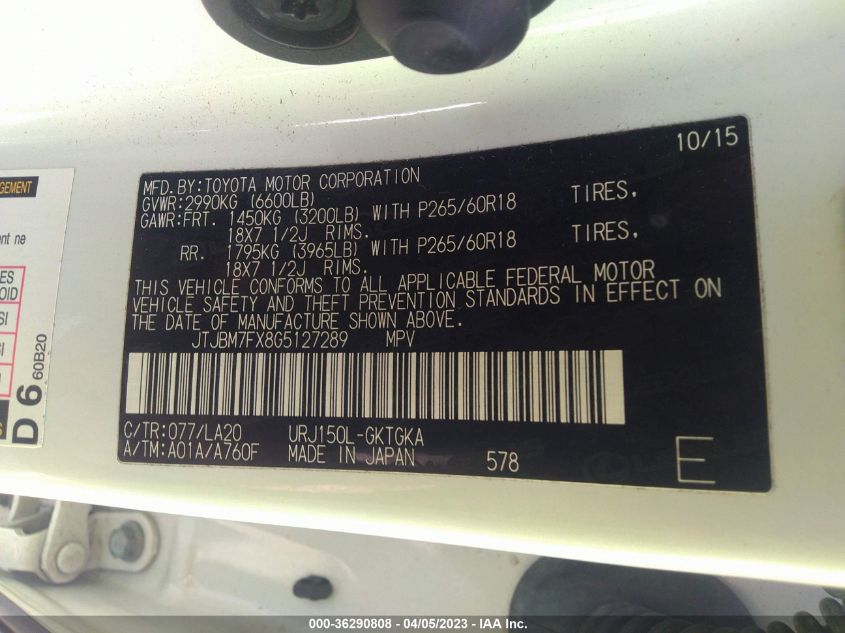 10/15
MFD.BY:TOYOTA MOTOR CORPORATION
GVWR:2990KG (6600LB)
GAWR:FRT. 1450KG (3200LB) WITH P265/60R18 TIRES,
18X7 1/2J RIMS.
RR. 1795KG (3965LB) WITH P265/60R18 TIRES,
18X7 1/2J RIMS.
THIS VEHICLE CONFORMS TO ALL APPLICABLE FEDERAL MOTOR
VEHICLE SAFETY AND THEFT PREVENTION STANDARDS IN EFFECT ON
THE DATE OF MANUFACTURE SHOWN ABOVE.
JTJBM7FX8G5127289 MPV
C/TR:077/LA20 URJ150L-GKTGKA
A/TM:A01A/A760F MADE IN JAPAN 578 E
D 6 60B20
000-36290808 - 04/05/2023 - IAA Inc.